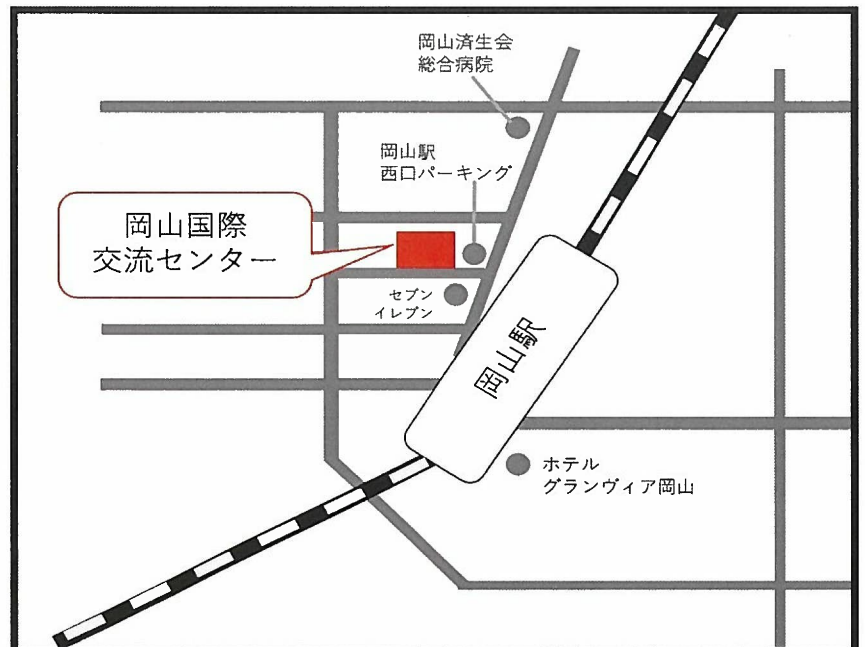 岡山済生会
総合病院
岡山駅
西口パーキング
岡山国際
交流センター
セブン
イレブン
岡山駅
ホテル
グランヴィア岡山